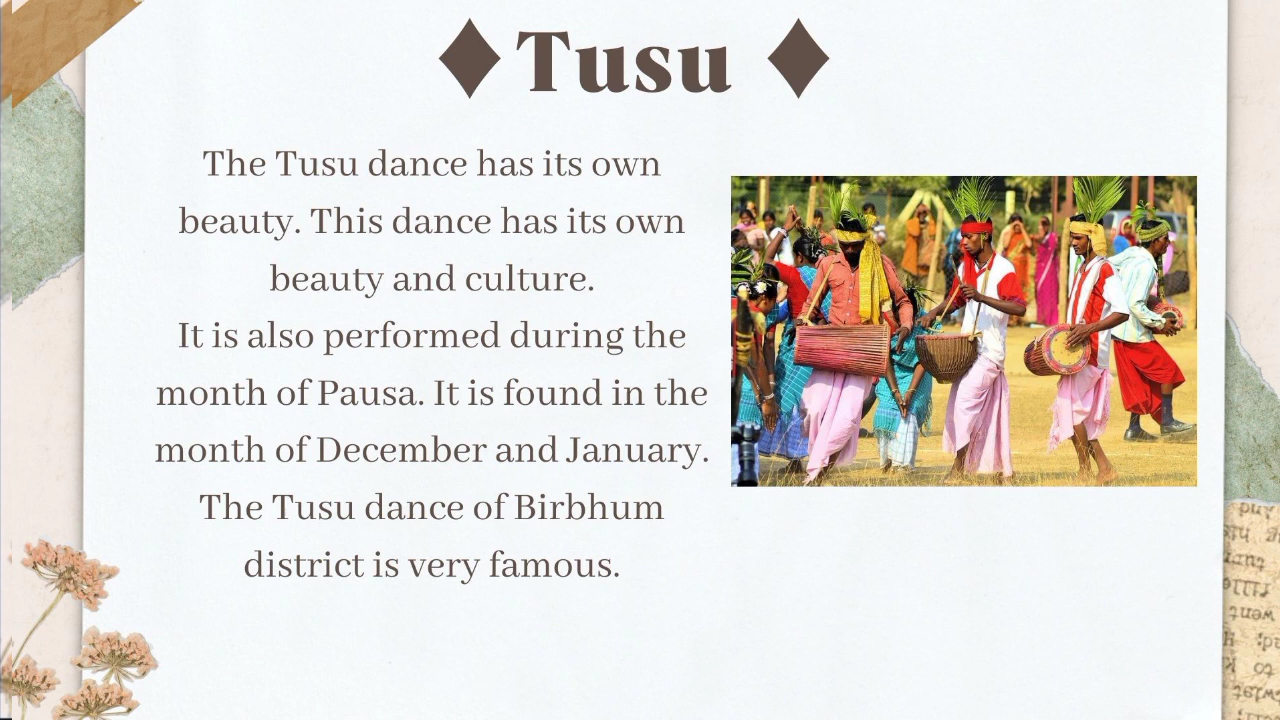 ♦Tusu ♦
The Tusu dance has its own
beauty. This dance has its own
beauty and culture.
It is also performed during the
month of Pausa. It is found in the
month of December and January.
The Tusu dance of Birbhum
district is very famous.